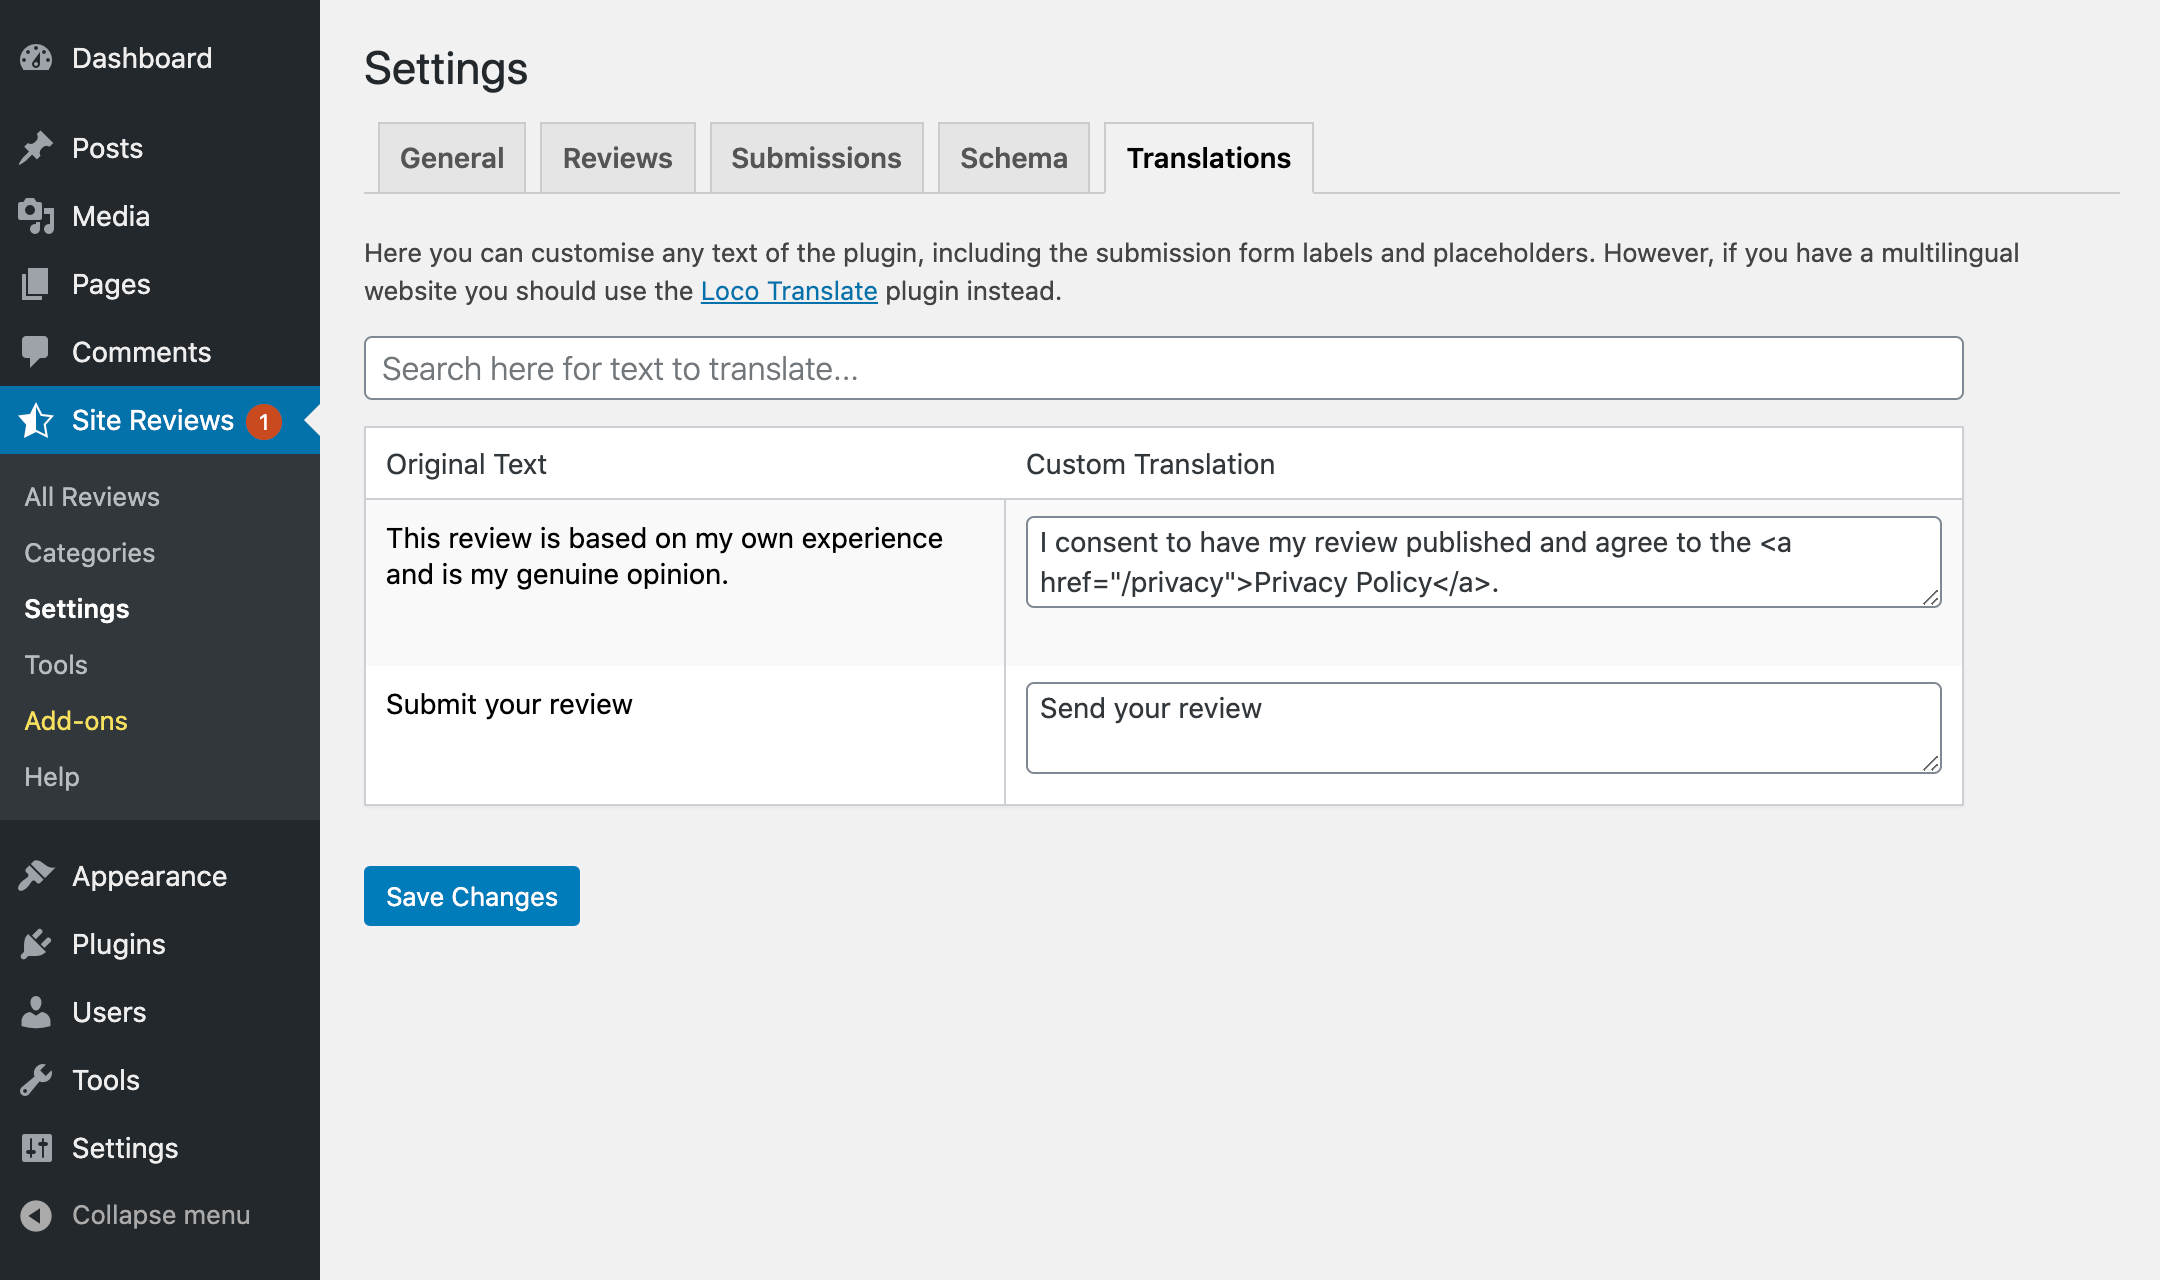 Dashboard
Posts
Media
Pages
Comments
Site Reviews 1
All Reviews
Categories
Settings
Tools
Add-ons
Help
Appearance
Plugins
Users
Tools
Settings
Collapse menu
Settings
General Reviews Submissions Schema Translations
Here you can customise any text of the plugin, including the submission form labels and placeholders. However, if you have a multilingual
website you should use the Loco Translate plugin instead.
Search here for text to translate...
Original Text Custom Translation
This review is based on my own experience
and is my genuine opinion.
I consent to have my review published and agree to the <a
href="/privacy">Privacy Policy</a>.
Submit your review
Send your review
Save Changes